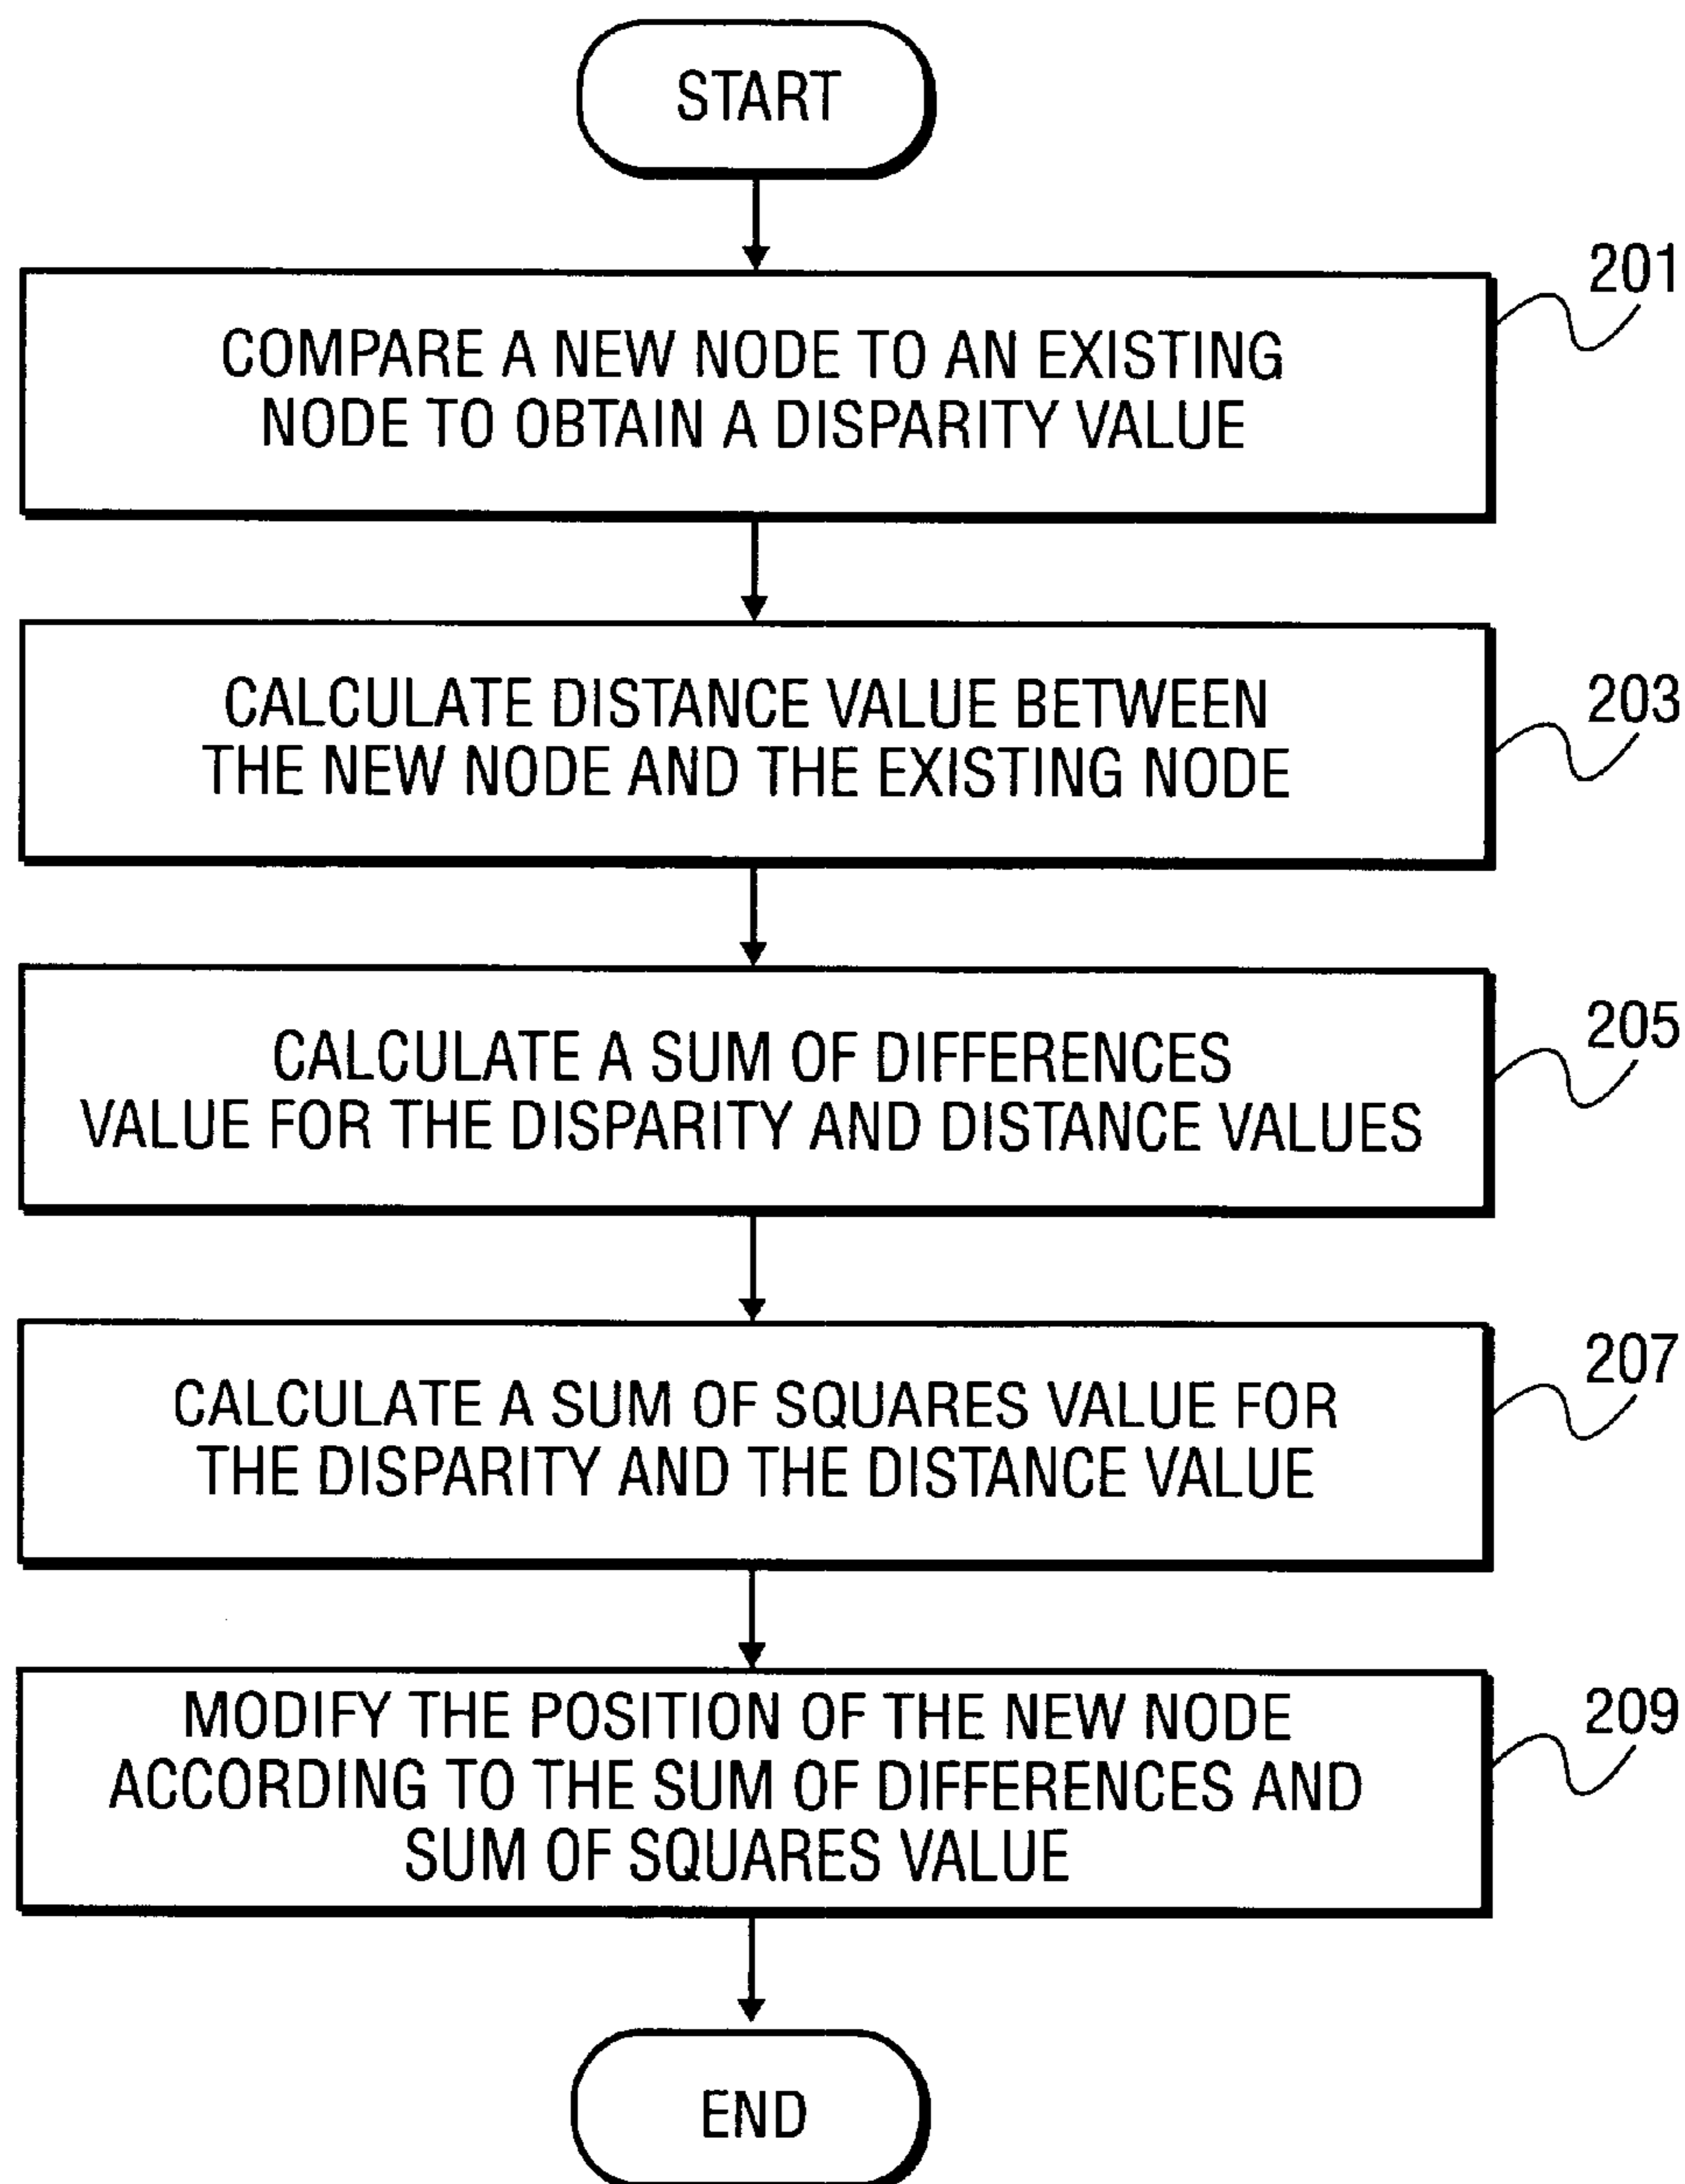 START
201
COMPARE A NEW NODE TO AN EXISTING
NODE TO OBTAIN A DISPARITY VALUE
203
CALCULATE DISTANCE VALUE BETWEEN
THE NEW NODE AND THE EXISTING NODE
205
CALCULATE A SUM OF DIFFERENCES
VALUE FOR THE DISPARITY AND DISTANCE VALUES
207
CALCULATE A SUM OF SQUARES VALUE FOR
THE DISPARITY AND THE DISTANCE VALUE
209
MODIFY THE POSITION OF THE NEW NODE
ACCORDING TO THE SUM OF DIFFERENCES AND
SUM OF SQUARES VALUE
END